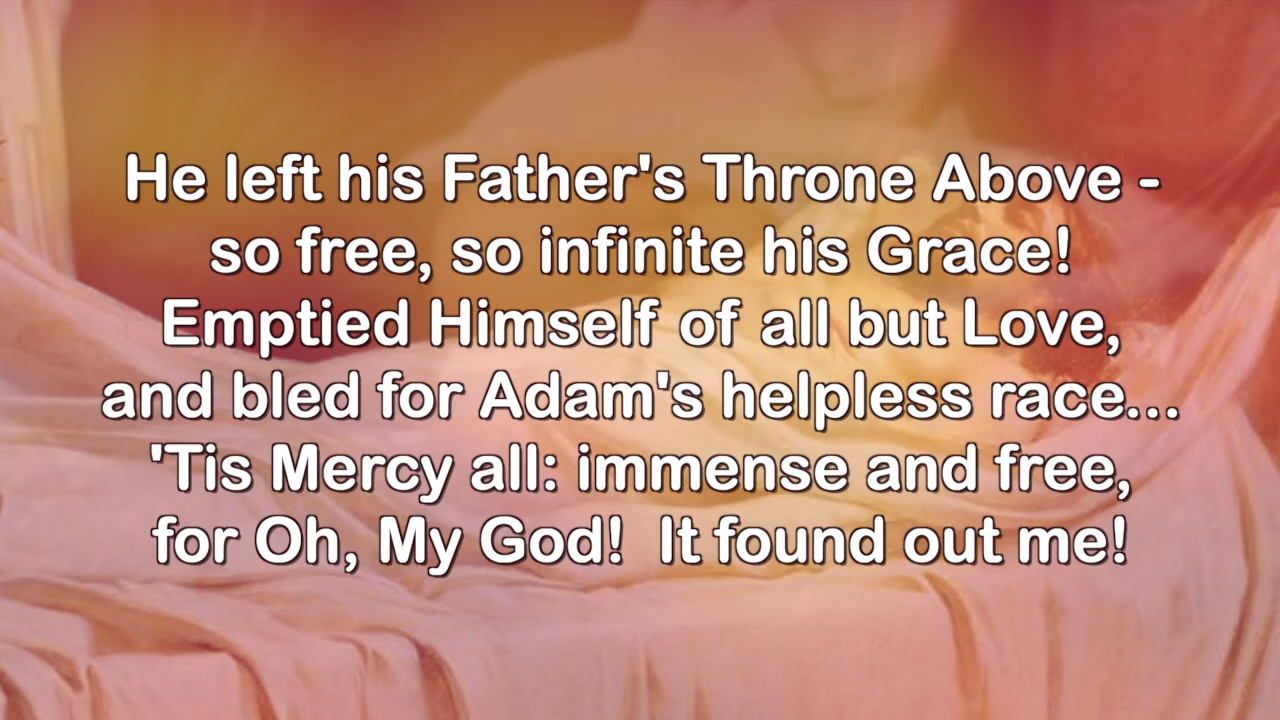 He left his Father's Throne Above -
so free, so infinite his Grace!
Emptied Himself of all but Love,
and bled for Adam's helpless race...
'Tis Mercy all: immense and free,
for Oh, My God!  It found out me!